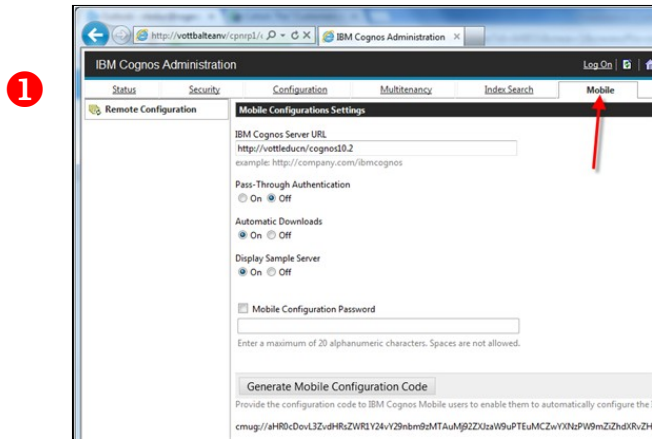 http://vottbalteanv/cpnrp1/
IBM Cognos Administration
IBM Cognos Administration
Log On
1
Status Security Configuration Multitenancy Index Search Mobile
Remote Configuration
Mobile Configurations Settings
IBM Cognos Server URL
http://vottleducn/cognos10.2
example: http://company.com/ibmcognos
Pass-Through Authentication
On Off
Automatic Downloads
On Off
Display Sample Server
On Off
Mobile Configuration Password
Enter a maximum of 20 alphanumeric characters. Spaces are not allowed.
Generate Mobile Configuration Code
Provide the configuration code to IBM Cognos Mobile users to enable them to automatically configure the